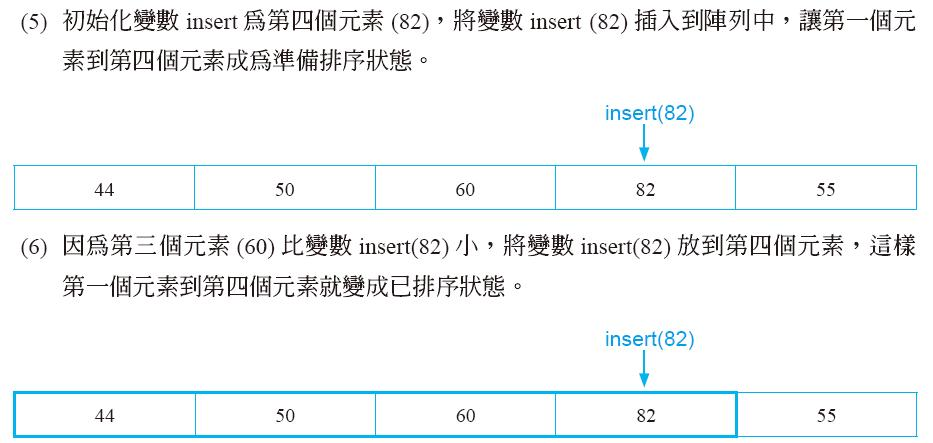 (5) 初始化變數 insert 為第四個元素 (82)，將變數 insert (82) 插入到陣列中，讓第一個元
素到第四個元素成為準備排序狀態。
insert(82)
44 50 60 82 55
(6) 因為第三個元素 (60) 比變數 insert(82) 小，將變數 insert(82) 放到第四個元素，這樣
第一個元素到第四個元素就變成已排序狀態。
insert(82)
44 50 60 82 55